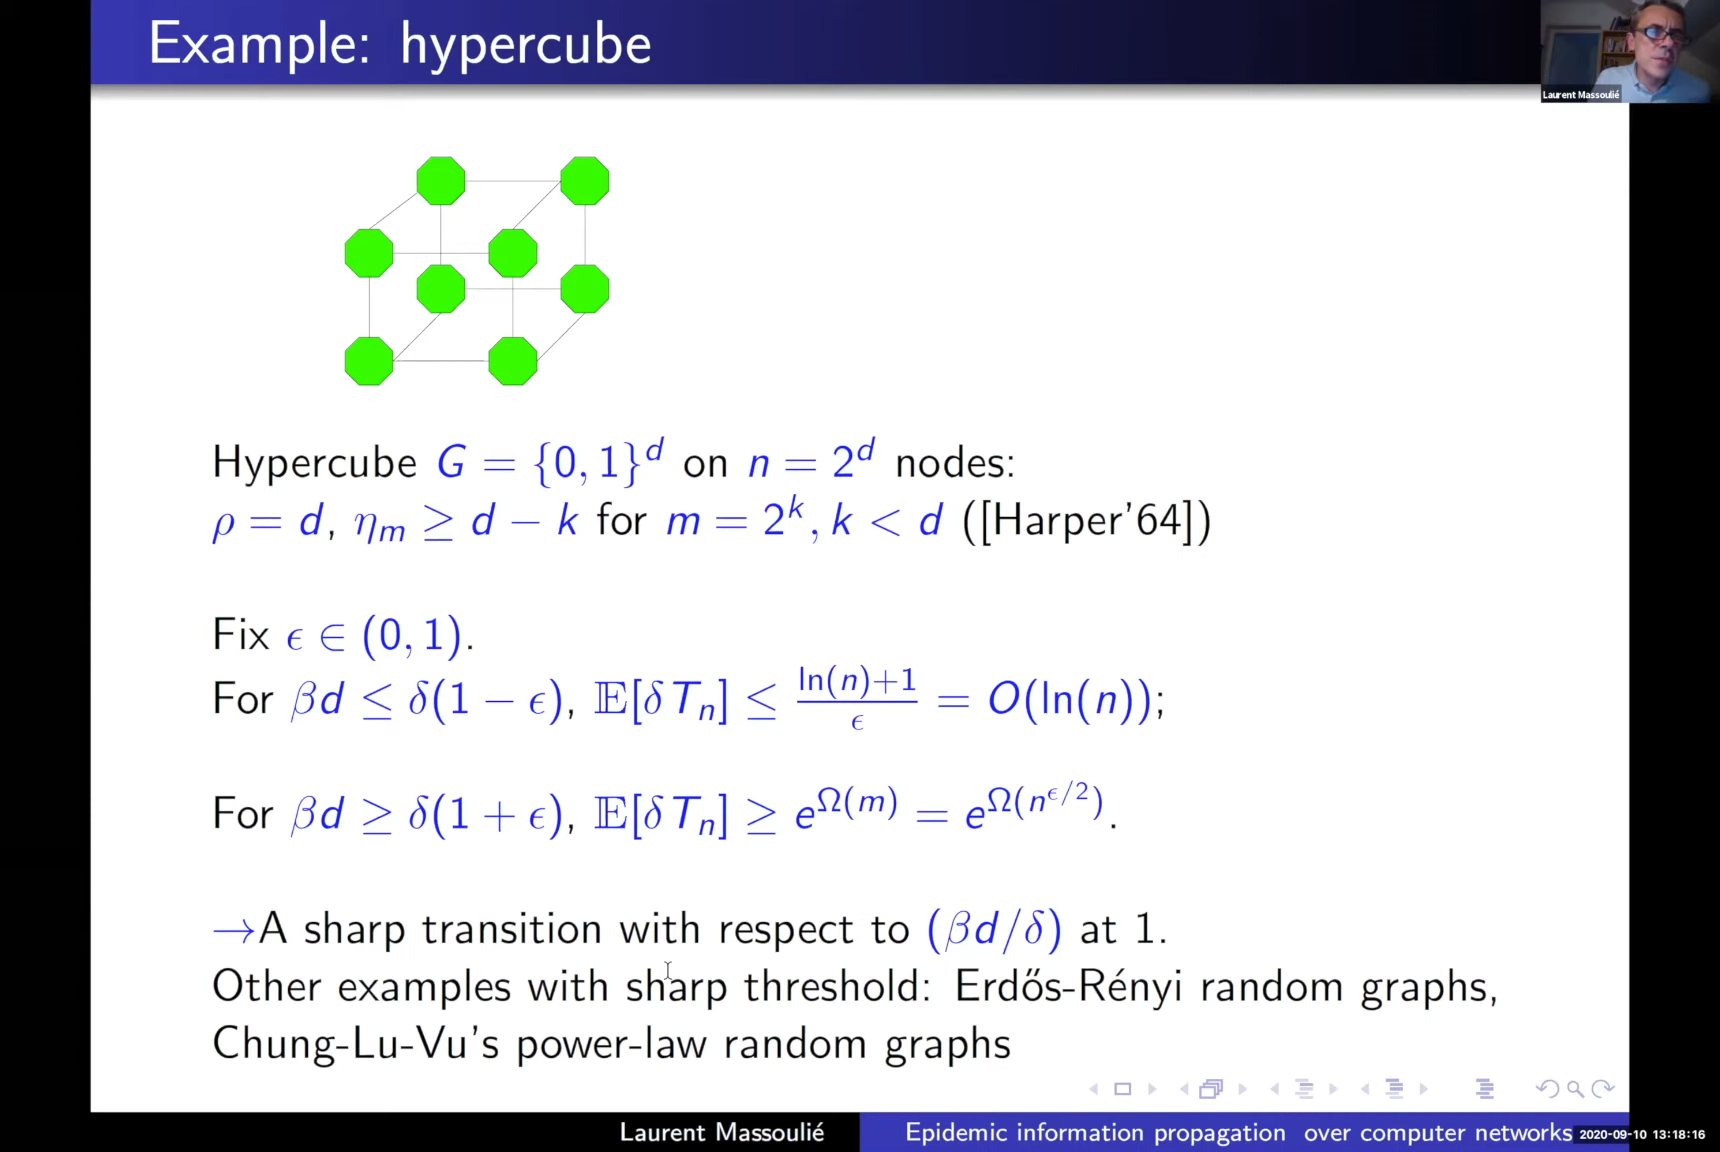 Example: hypercube
Laurent Massoulié
Hypercube G = {0, 1}^d on n = 2^d nodes:
ρ = d, η_m ≥ d − k for m = 2^k, k < d ([Harper'64])
Fix ϵ ∈ (0, 1).
For βd ≤ δ(1 − ϵ), 𝔼[δT_n] ≤ (ln(n)+1)/ϵ = O(ln(n));
For βd ≥ δ(1 + ϵ), 𝔼[δT_n] ≥ e^{Ω(m)} = e^{Ω(n^{ϵ/2})}.
→A sharp transition with respect to (βd/δ) at 1.
Other examples with sharp threshold: Erdős-Rényi random graphs,
Chung-Lu-Vu's power-law random graphs
Laurent Massoulié
Epidemic information propagation over computer networks
2020-09-10 13:18:16